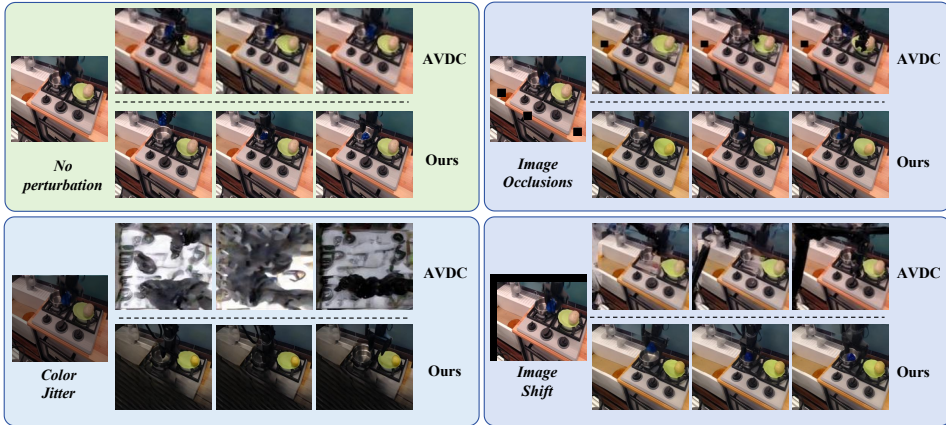 AVDC
Ours
No
perturbation
AVDC
Ours
Image
Occlusions
AVDC
Ours
Color
Jitter
AVDC
Ours
Image
Shift